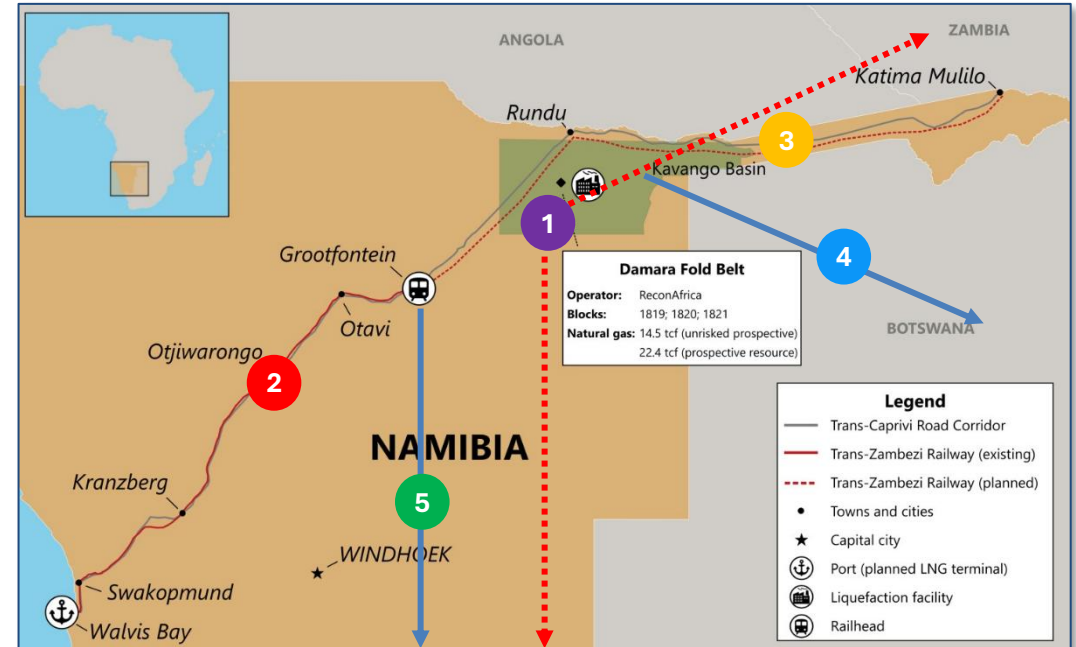 ANGOLA
ZAMBIA
Katima Mulilo
Rundu
3
Kavango Basin
1
Grootfontein
4
Damara Fold Belt
Operator: ReconAfrica
Blocks: 1819; 1820; 1821
Natural gas: 14.5 tcf (unrisked prospective)
22.4 tcf (prospective resource)
Otavi
BOTSWANA
Otjiwarongo
2
NAMIBIA
Legend
Trans-Caprivi Road Corridor
Trans-Zambezi Railway (existing)
Trans-Zambezi Railway (planned)
Towns and cities
Capital city
Port (planned LNG terminal)
Liquefaction facility
Railhead
Kranzberg
5
WINDHOEK
Swakopmund
Walvis Bay